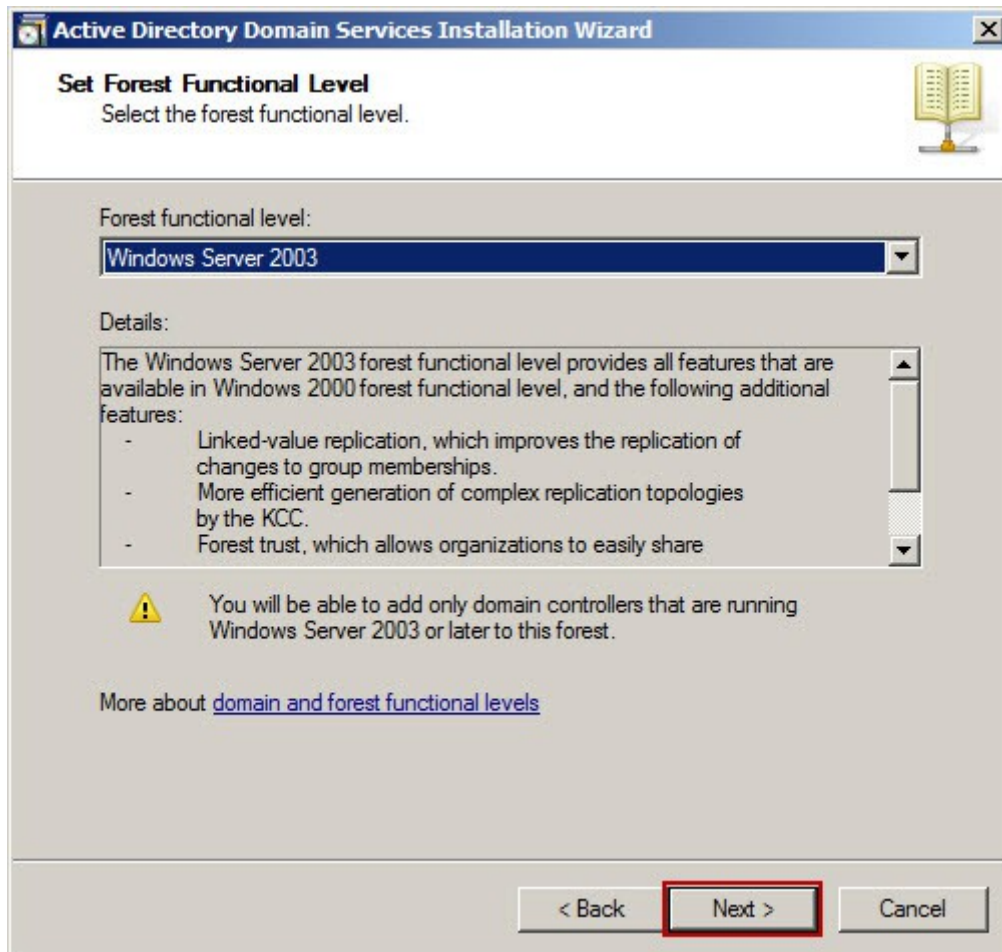 Active Directory Domain Services Installation Wizard
Set Forest Functional Level
Select the forest functional level.
Forest functional level:
Windows Server 2003
Details:
The Windows Server 2003 forest functional level provides all features that are
available in Windows 2000 forest functional level, and the following additional
features:
- Linked-value replication, which improves the replication of
changes to group memberships.
- More efficient generation of complex replication topologies
by the KCC.
- Forest trust, which allows organizations to easily share
You will be able to add only domain controllers that are running
Windows Server 2003 or later to this forest.
More about domain and forest functional levels
< Back Next > Cancel